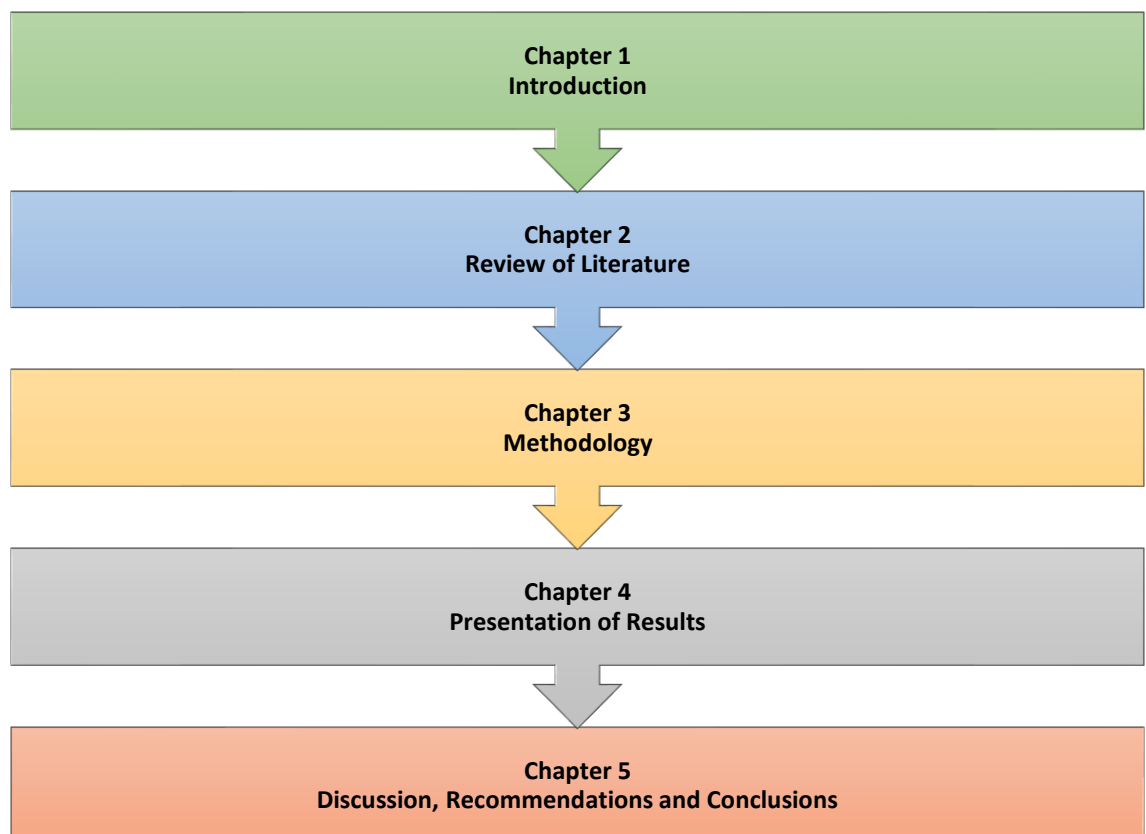 Chapter 1
Introduction
Chapter 2
Review of Literature
Chapter 3
Methodology
Chapter 4
Presentation of Results
Chapter 5
Discussion, Recommendations and Conclusions